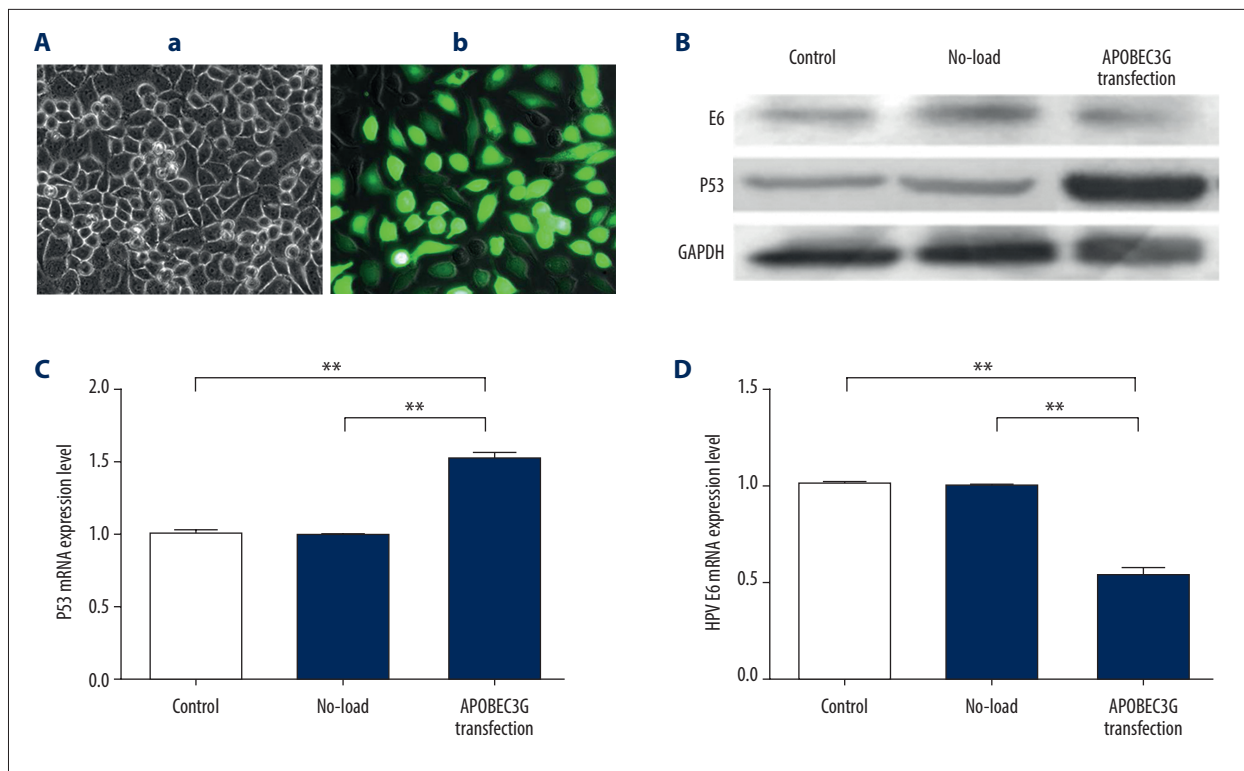 A
a
b
B
Control
No-load
APOBEC3G
transfection
E6
P53
GAPDH
C
P53 mRNA expression level
2.0
1.5
1.0
0.5
0.0
**
**
Control
No-load
APOBEC3G
transfection
D
HPV E6 mRNA expression level
1.5
1.0
0.5
0.0
**
**
Control
No-load
APOBEC3G
transfection